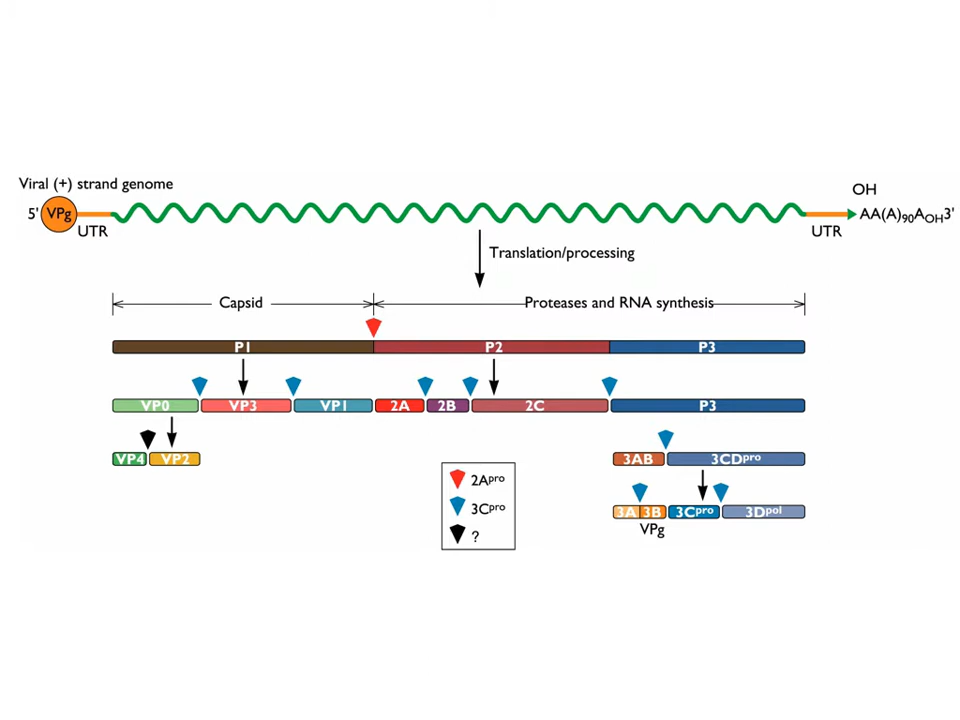 Viral (+) strand genome
OH
5' VPg
AA(A)90AOH3'
UTR
UTR
Translation/processing
Capsid
Proteases and RNA synthesis
P1
P2
P3
VP0
VP3
VP1
2A
2B
2C
P3
VP4
VP2
3AB
3CDpro
2Apro
3Cpro
?
3A
3B
3Cpro
3Dpol
VPg